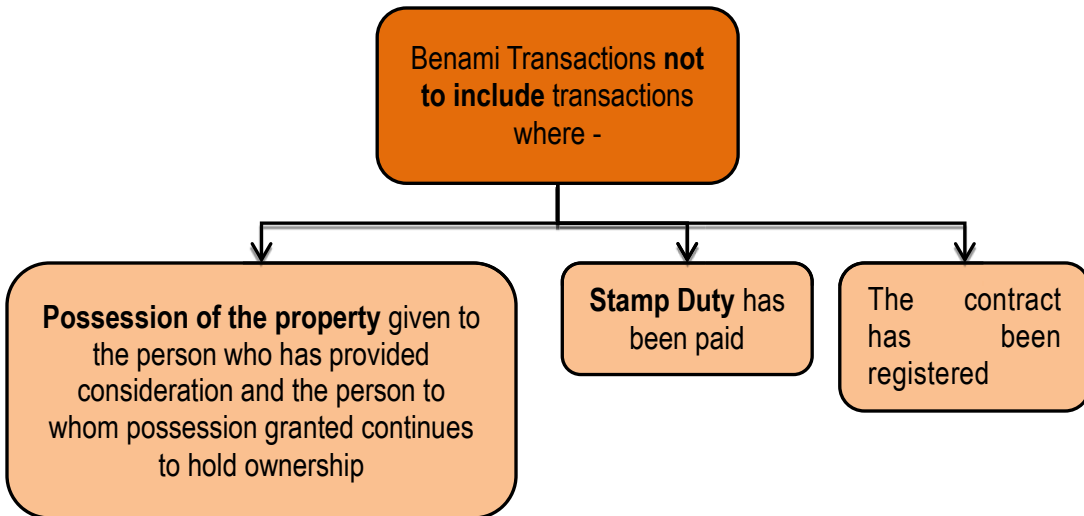 Benami Transactions not
to include transactions
where -
Possession of the property given to
the person who has provided
consideration and the person to
whom possession granted continues
to hold ownership
Stamp Duty has
been paid
The contract
has been
registered